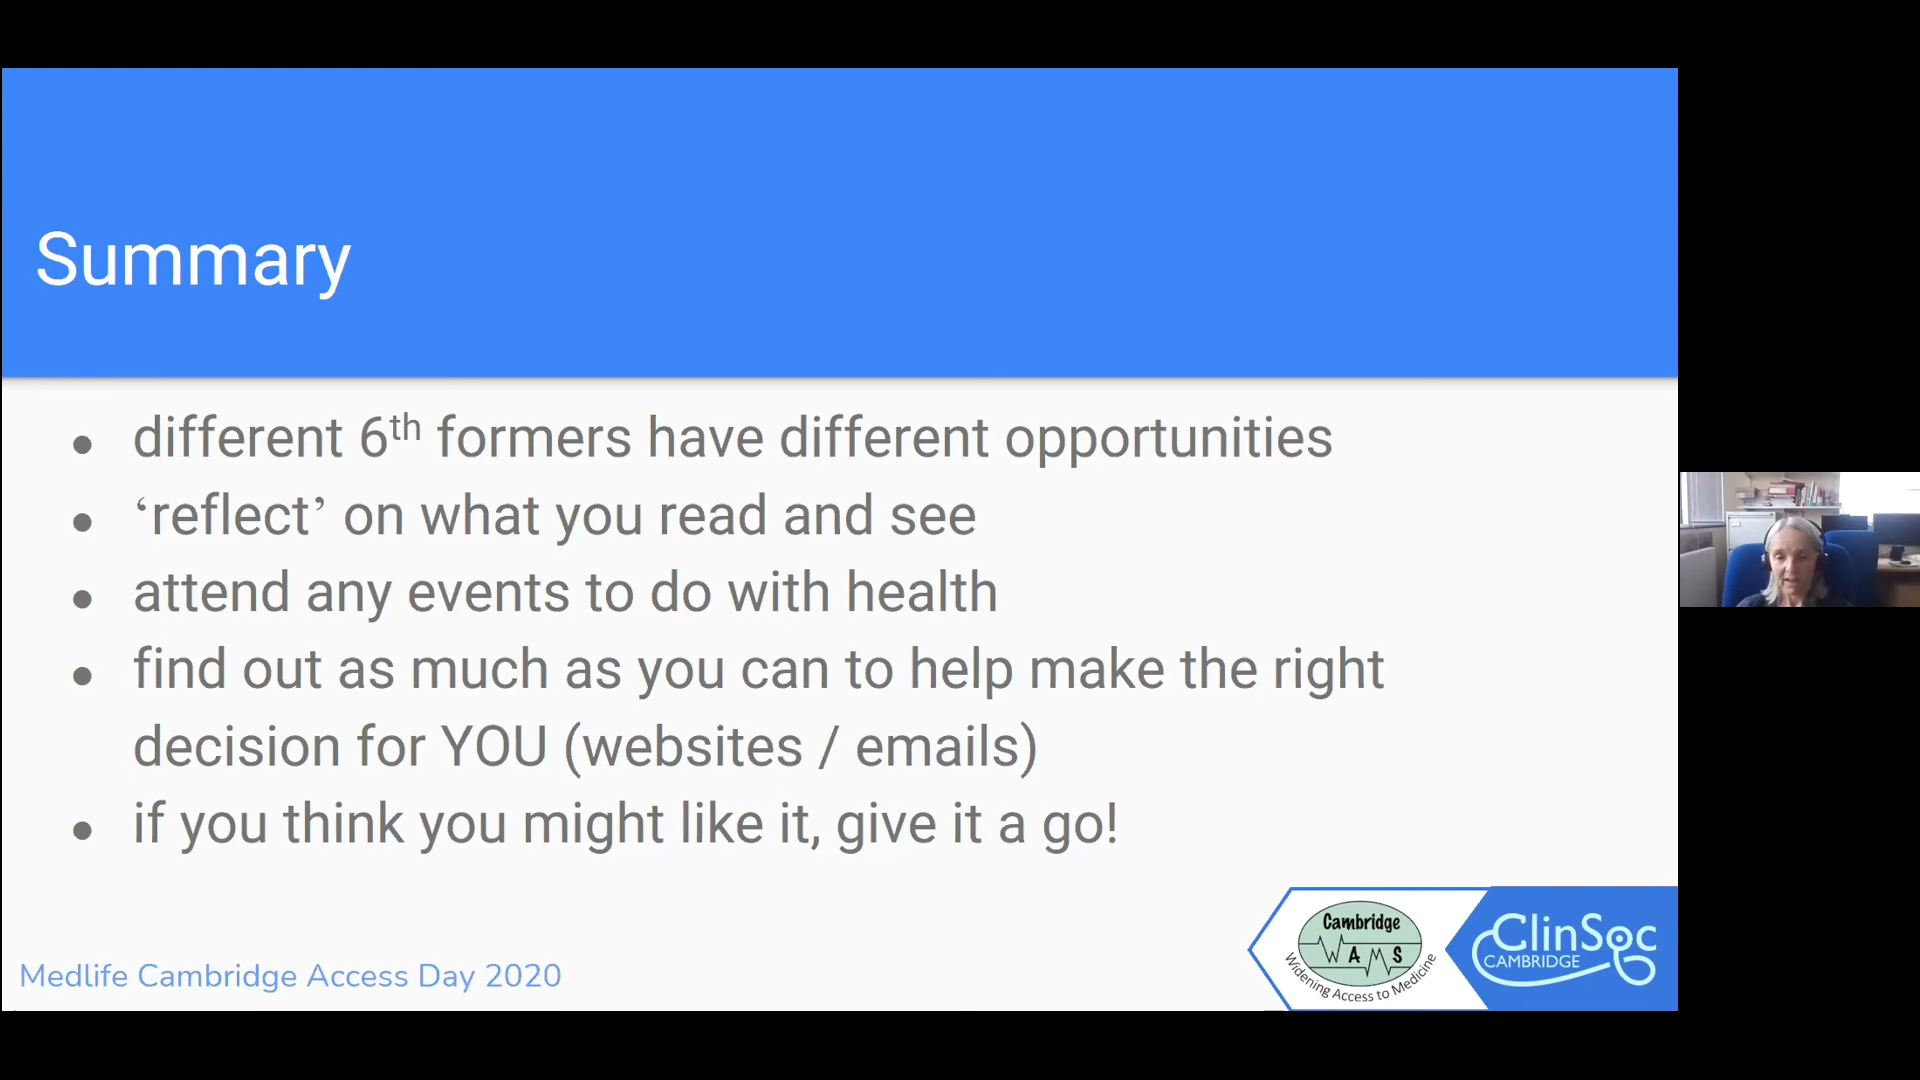 Summary
different 6th formers have different opportunities
‘reflect’ on what you read and see
attend any events to do with health
find out as much as you can to help make the right
decision for YOU (websites / emails)
if you think you might like it, give it a go!
Medlife Cambridge Access Day 2020
Cambridge
WAMS
Widening Access to Medicine
ClinSoc
CAMBRIDGE